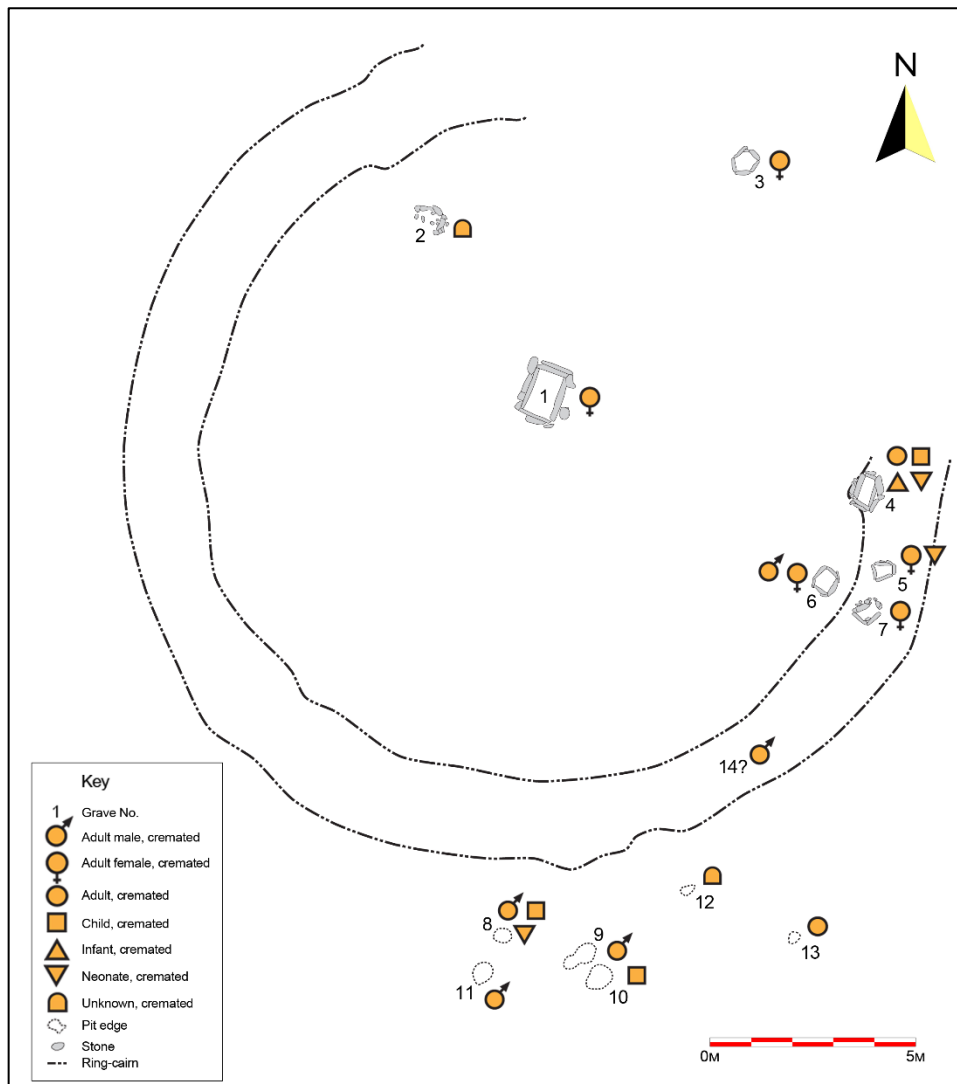 N
3
2
1
4
5
6
7
14?
12
8
9
13
11
10
Key
1 Grave No.
Adult male, cremated
Adult female, cremated
Adult, cremated
Child, cremated
Infant, cremated
Neonate, cremated
Unknown, cremated
Pit edge
Stone
Ring-cairn
0M 5M